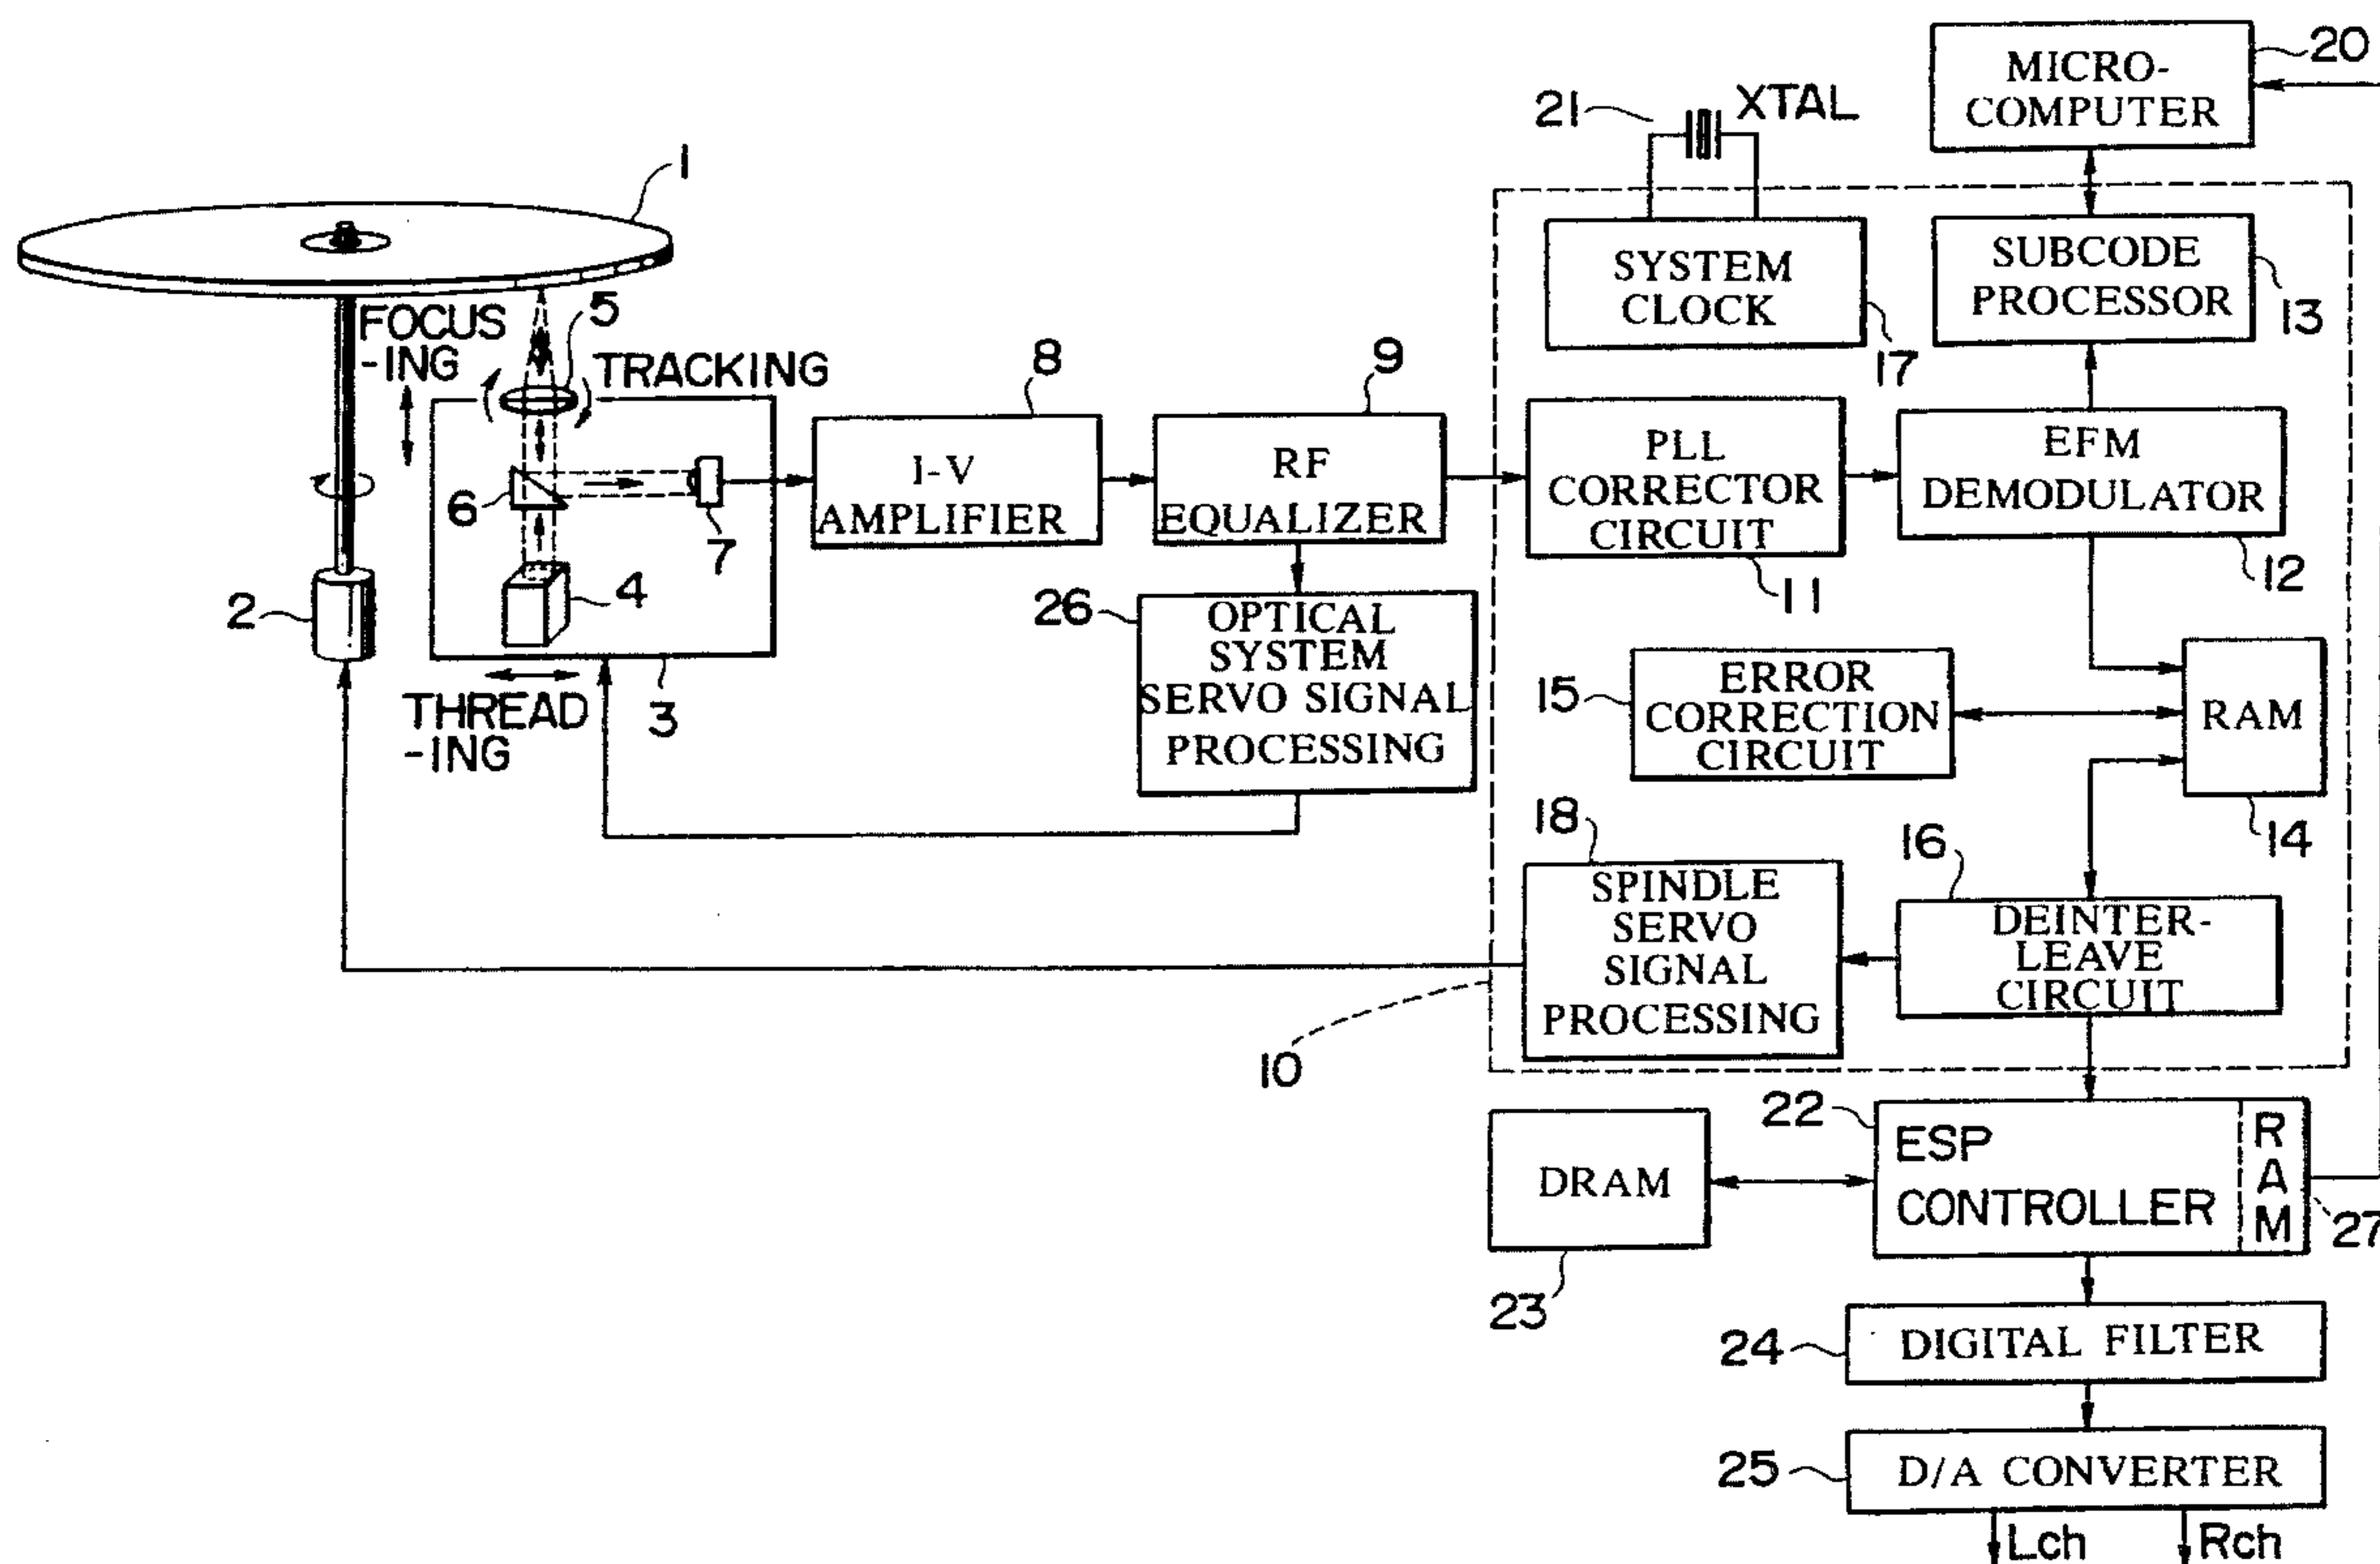 20
MICRO-
COMPUTER
21
XTAL
1
SYSTEM
CLOCK
17
SUBCODE
PROCESSOR
13
FOCUS
-ING
5
TRACKING
8
9
6
7
I-V
AMPLIFIER
RF
EQUALIZER
PLL
CORRECTOR
CIRCUIT
11
EFM
DEMODULATOR
12
2
4
3
THREAD
-ING
26
OPTICAL
SYSTEM
SERVO SIGNAL
PROCESSING
15
ERROR
CORRECTION
CIRCUIT
RAM
14
18
SPINDLE
SERVO
SIGNAL
PROCESSING
16
DEINTER-
LEAVE
CIRCUIT
10
22
ESP
CONTROLLER
RAM
27
DRAM
23
24
DIGITAL FILTER
25
D/A CONVERTER
Lch
Rch